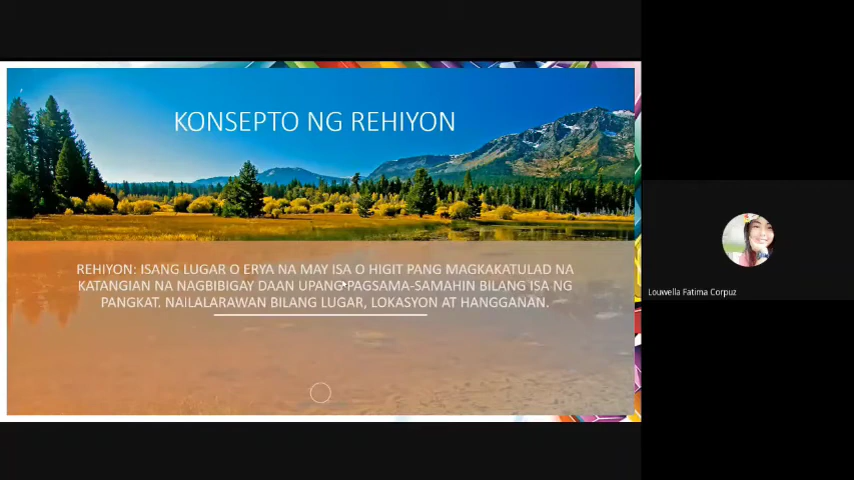 KONSEPTO NG REHIYON
REHIYON: ISANG LUGAR O ERYA NA MAY ISA O HIGIT PANG MAGKAKATULAD NA
KATANGIAN NA NAGBIBIGAY DAAN UPANG PAGSAMA-SAMAHIN BILANG ISA NG
PANGKAT. NAILALARAWAN BILANG LUGAR, LOKASYON AT HANGGANAN.
Louwella Fatima Corpuz